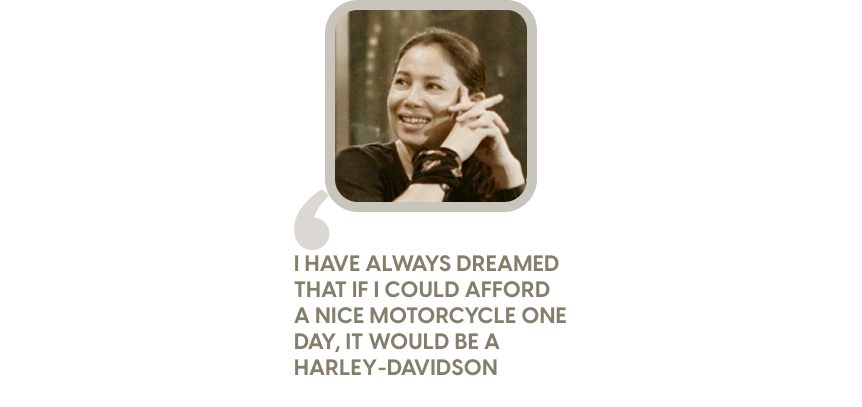 I HAVE ALWAYS DREAMED
THAT IF I COULD AFFORD
A NICE MOTORCYCLE ONE
DAY, IT WOULD BE A
HARLEY-DAVIDSON